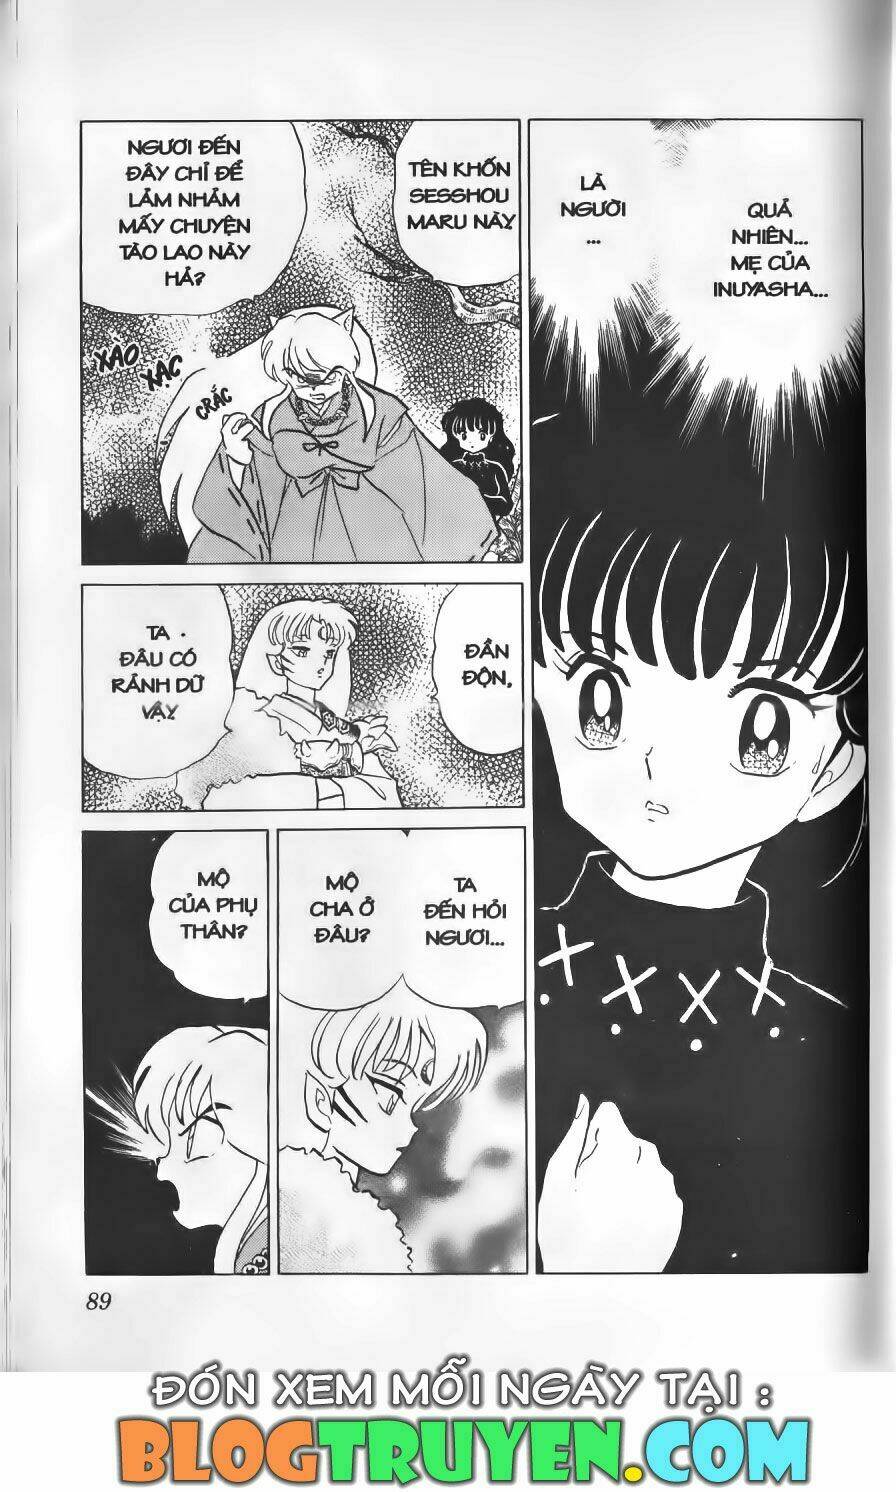 QUẢ
NHIÊN...
MẸ CỦA
INUYASHA...
LÀ
NGƯỜI
...
TÊN KHỐN
SESSHOU
MARU NÀY.
NGƯƠI ĐẾN
ĐÂY CHỈ ĐỂ
LẢM NHẢM
MẤY CHUYỆN
TÀO LAO NÀY
HẢ?
XÀO
XẠC
CRẮC
ĐẦN
ĐỘN,
TA
ĐÂU CÓ
RẢNH DỮ
VẬY.
TA
ĐẾN HỎI
NGƯƠI...
MỘ
CHA Ở
ĐÂU?
MỘ
CỦA PHỤ
THÂN?
89
ĐÓN XEM MỖI NGÀY TẠI :
BLOGTRUYEN.COM